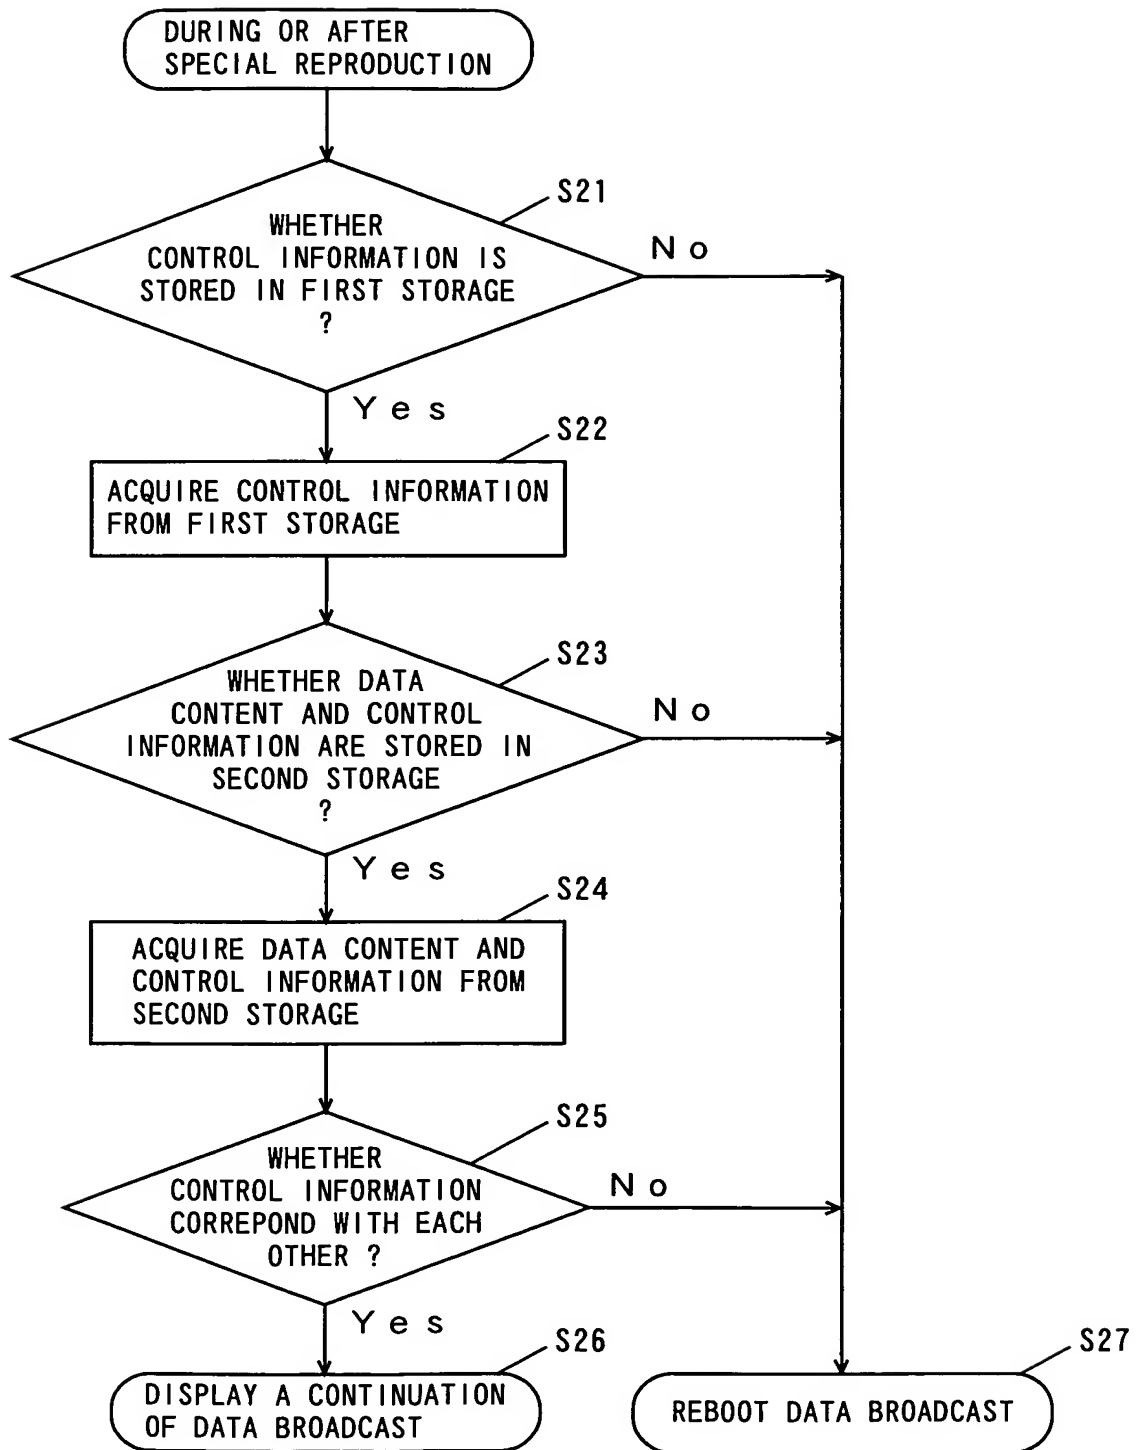 DURING OR AFTER
SPECIAL REPRODUCTION
S21
WHETHER
CONTROL INFORMATION IS
STORED IN FIRST STORAGE
?
No
Yes
S22
ACQUIRE CONTROL INFORMATION
FROM FIRST STORAGE
S23
WHETHER DATA
CONTENT AND CONTROL
INFORMATION ARE STORED IN
SECOND STORAGE
?
No
Yes
S24
ACQUIRE DATA CONTENT AND
CONTROL INFORMATION FROM
SECOND STORAGE
S25
WHETHER
CONTROL INFORMATION
CORREPOND WITH EACH
OTHER ?
No
Yes
S26
DISPLAY A CONTINUATION
OF DATA BROADCAST
S27
REBOOT DATA BROADCAST